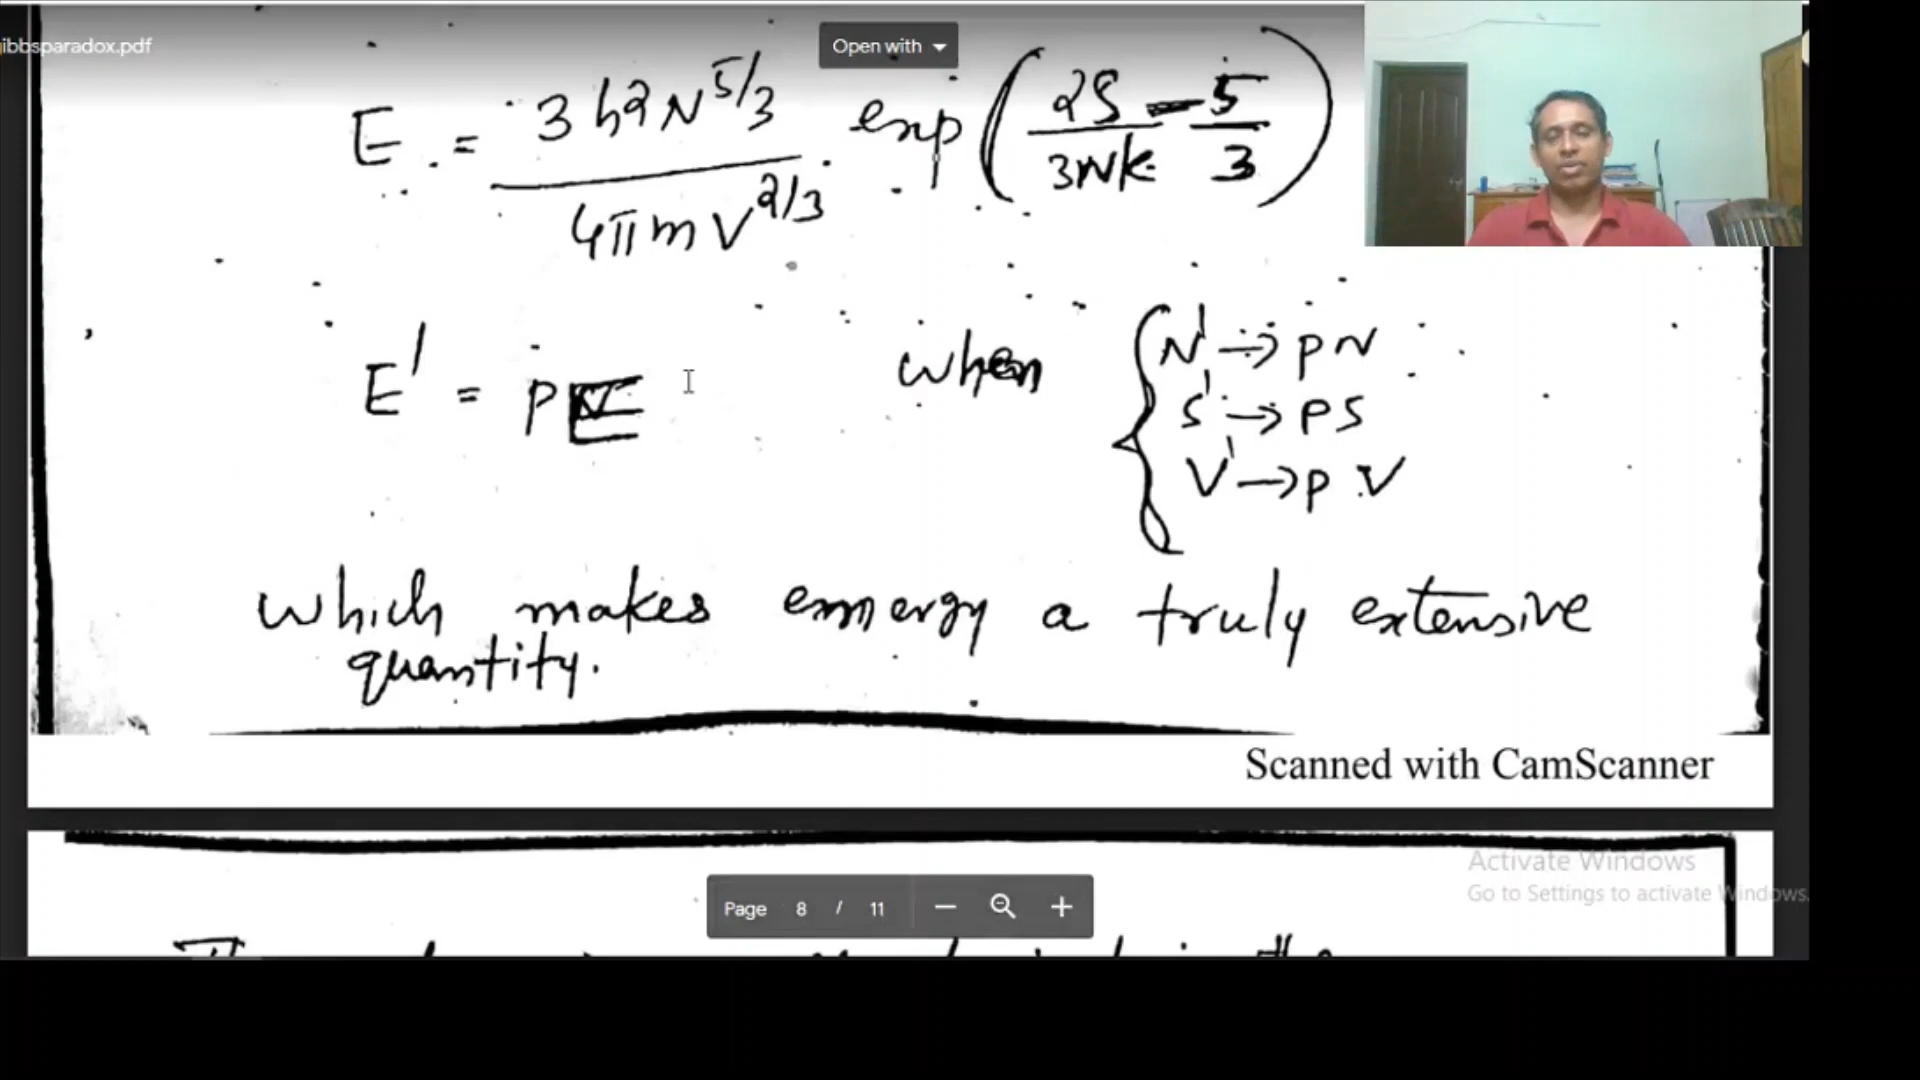 ibbsparadox.pdf
Open with
E = 3h2N^5/3 / 4πmV^2/3 . exp(2S/3Nk - 5/3)
E' = pE when { N' → pN
S' → pS
V' → pV
which makes emergy a truly extensive
quantity.
Scanned with CamScanner
Activate Windows
Go to Settings to activate Windows.
Page 8 / 11